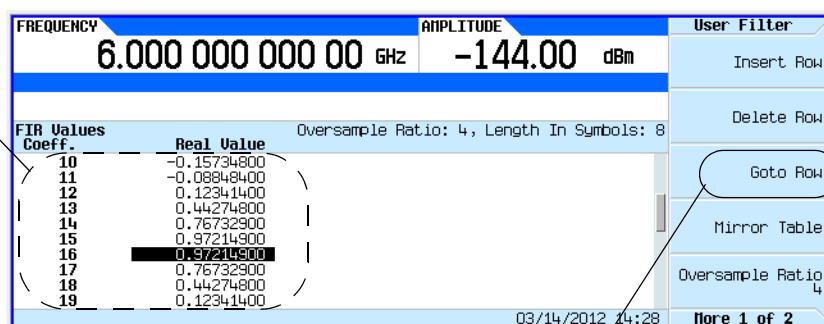 FREQUENCY AMPLITUDE User Filter
6.000 000 000 00 GHz -144.00 dBm
Insert Row
Delete Row
FIR Values Oversample Ratio: 4, Length In Symbols: 8
Coeff. Real Value
10 -0.15734800
11 -0.08848400
12 0.12341400
13 0.44274800
14 0.76732900
15 0.97214900
16 0.97214900
17 0.76732900
18 0.44274800
19 0.12341400
Goto Row
Mirror Table
Oversample Ratio
4
03/14/2012 14:28 More 1 of 2